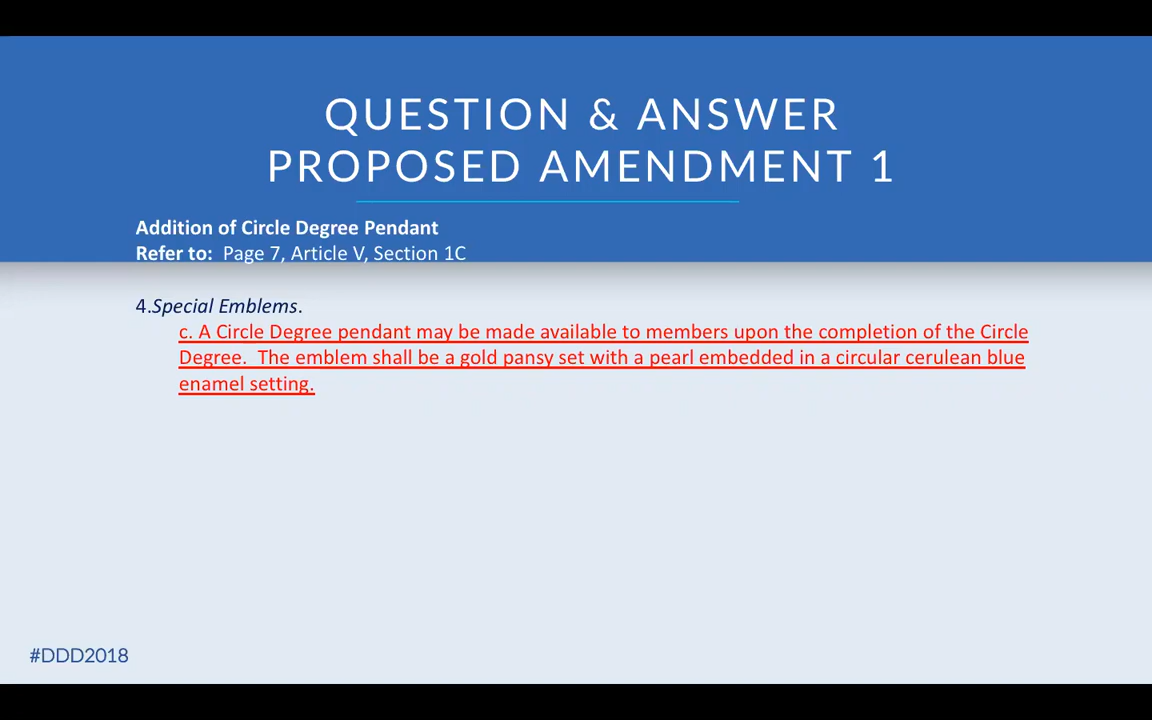 QUESTION & ANSWER
PROPOSED AMENDMENT 1
Addition of Circle Degree Pendant
Refer to:  Page 7, Article V, Section 1C
4.Special Emblems.
c. A Circle Degree pendant may be made available to members upon the completion of the Circle
Degree.  The emblem shall be a gold pansy set with a pearl embedded in a circular cerulean blue
enamel setting.
#DDD2018